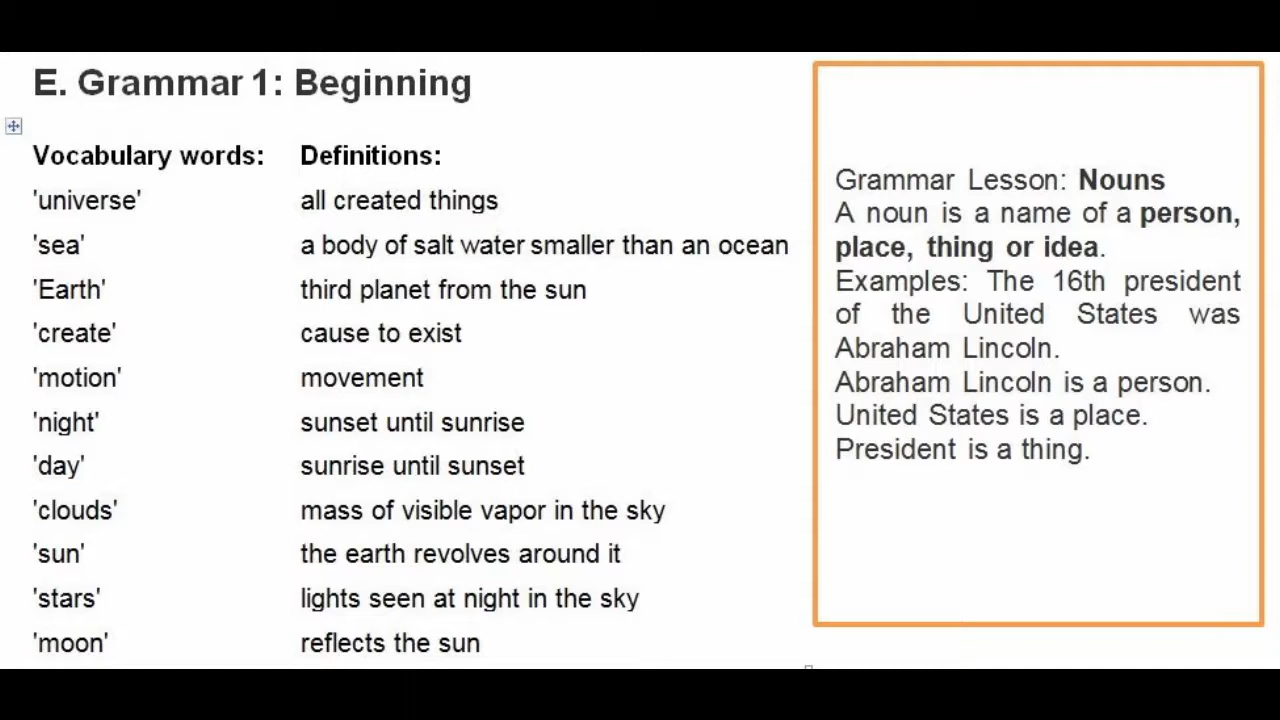 E. Grammar 1: Beginning
Vocabulary words: Definitions:
'universe' all created things
'sea' a body of salt water smaller than an ocean
'Earth' third planet from the sun
'create' cause to exist
'motion' movement
'night' sunset until sunrise
'day' sunrise until sunset
'clouds' mass of visible vapor in the sky
'sun' the earth revolves around it
'stars' lights seen at night in the sky
'moon' reflects the sun
Grammar Lesson: Nouns
A noun is a name of a person,
place, thing or idea.
Examples: The 16th president
of the United States was
Abraham Lincoln.
Abraham Lincoln is a person.
United States is a place.
President is a thing.